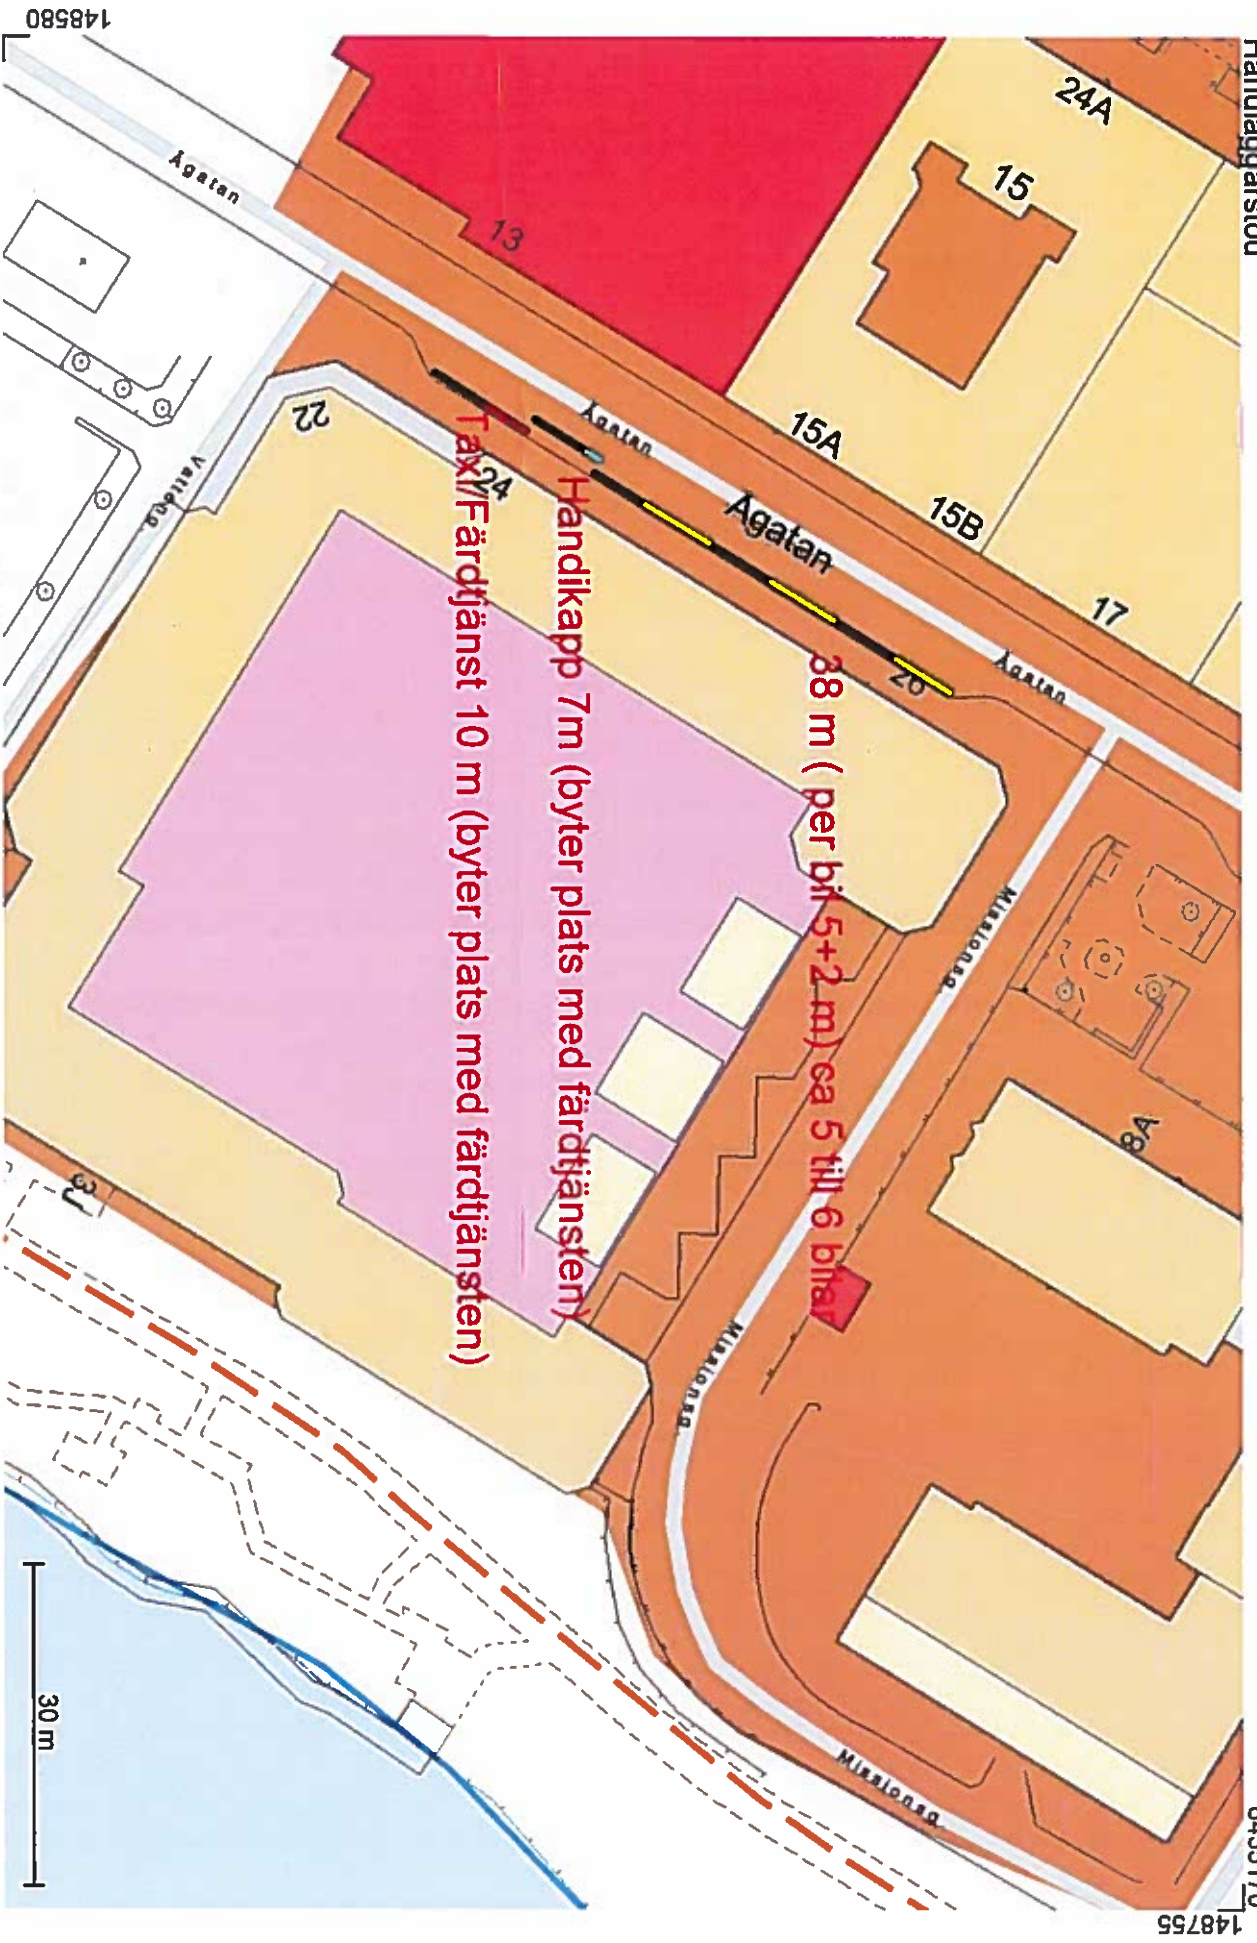 148580
24A
15
13
Ågatan
22
24
Ågatan
15A
Ågatan
15B
17
26
Ågatan
Vallgång
Taxi/Färdtjänst 10 m (byter plats med färdtjänsten)
Handikapp 7m (byter plats med färdtjänsten)
38 m ( per bil 5+2 m) ca 5 till 6 bilar
Missionsg.
8A
3
Missionsg.
Missionsg.
30 m
148755